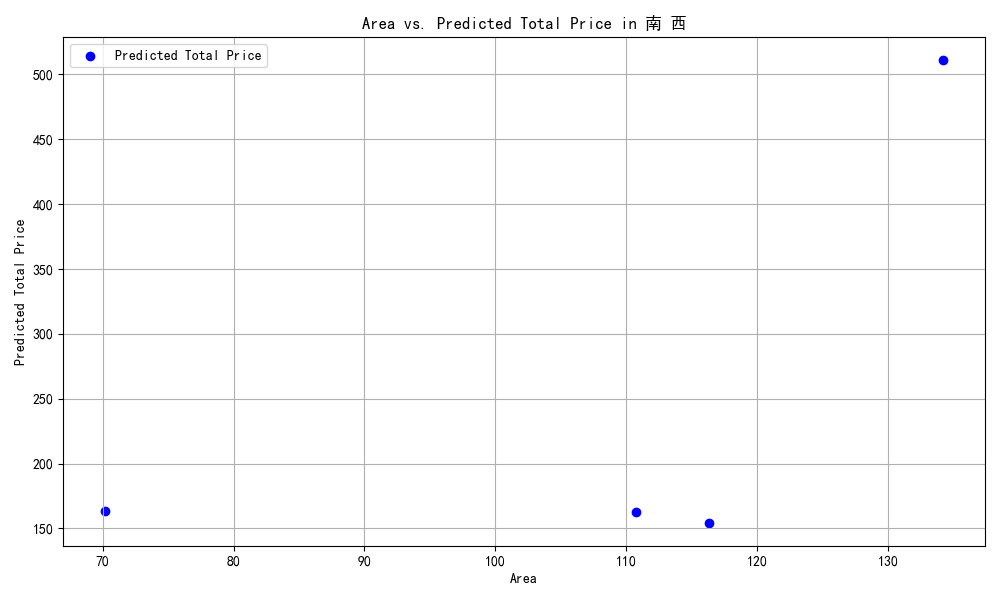 Area vs. Predicted Total Price in 南 西
Predicted Total Price
500
450
400
350
300
250
200
150
Predicted Total Price
70 80 90 100 110 120 130
Area